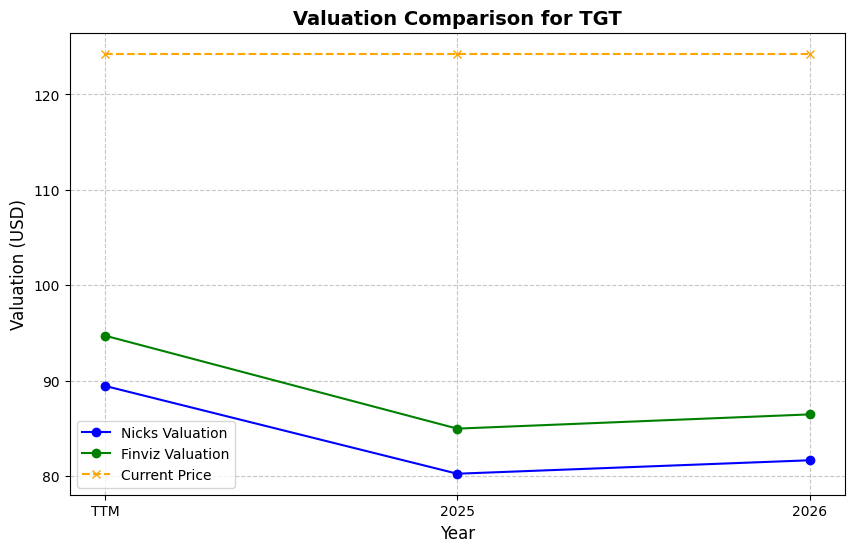 Valuation Comparison for TGT
Valuation (USD)
120
110
100
90
80
Nicks Valuation
Finviz Valuation
Current Price
TTM
2025
2026
Year